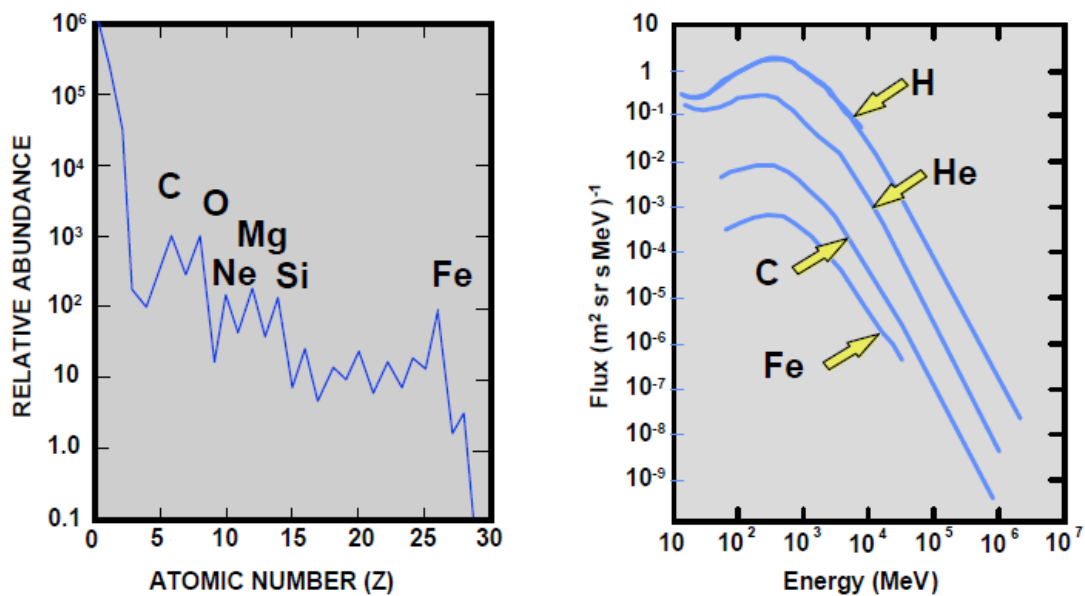 RELATIVE ABUNDANCE
10⁶
10⁵
10⁴
10³
10²
10
1.0
0.1
C
O
Mg
Ne
Si
Fe
0
5
10
15
20
25
30
ATOMIC NUMBER (Z)
Flux (m² sr s MeV)⁻¹
10
1
10⁻¹
10⁻²
10⁻³
10⁻⁴
10⁻⁵
10⁻⁶
10⁻⁷
10⁻⁸
10⁻⁹
H
He
C
Fe
10
10²
10³
10⁴
10⁵
10⁶
10⁷
Energy (MeV)